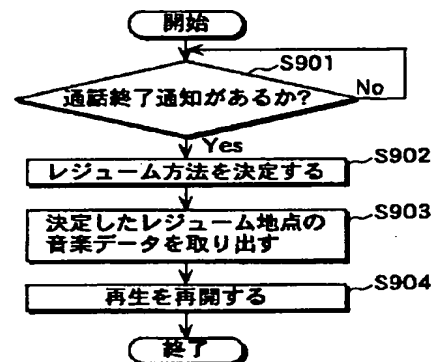 開始
S901
通話終了通知があるか?
No
Yes
S902
レジューム方法を決定する
S903
決定したレジューム地点の
音楽データを取り出す
S904
再生を再開する
終了